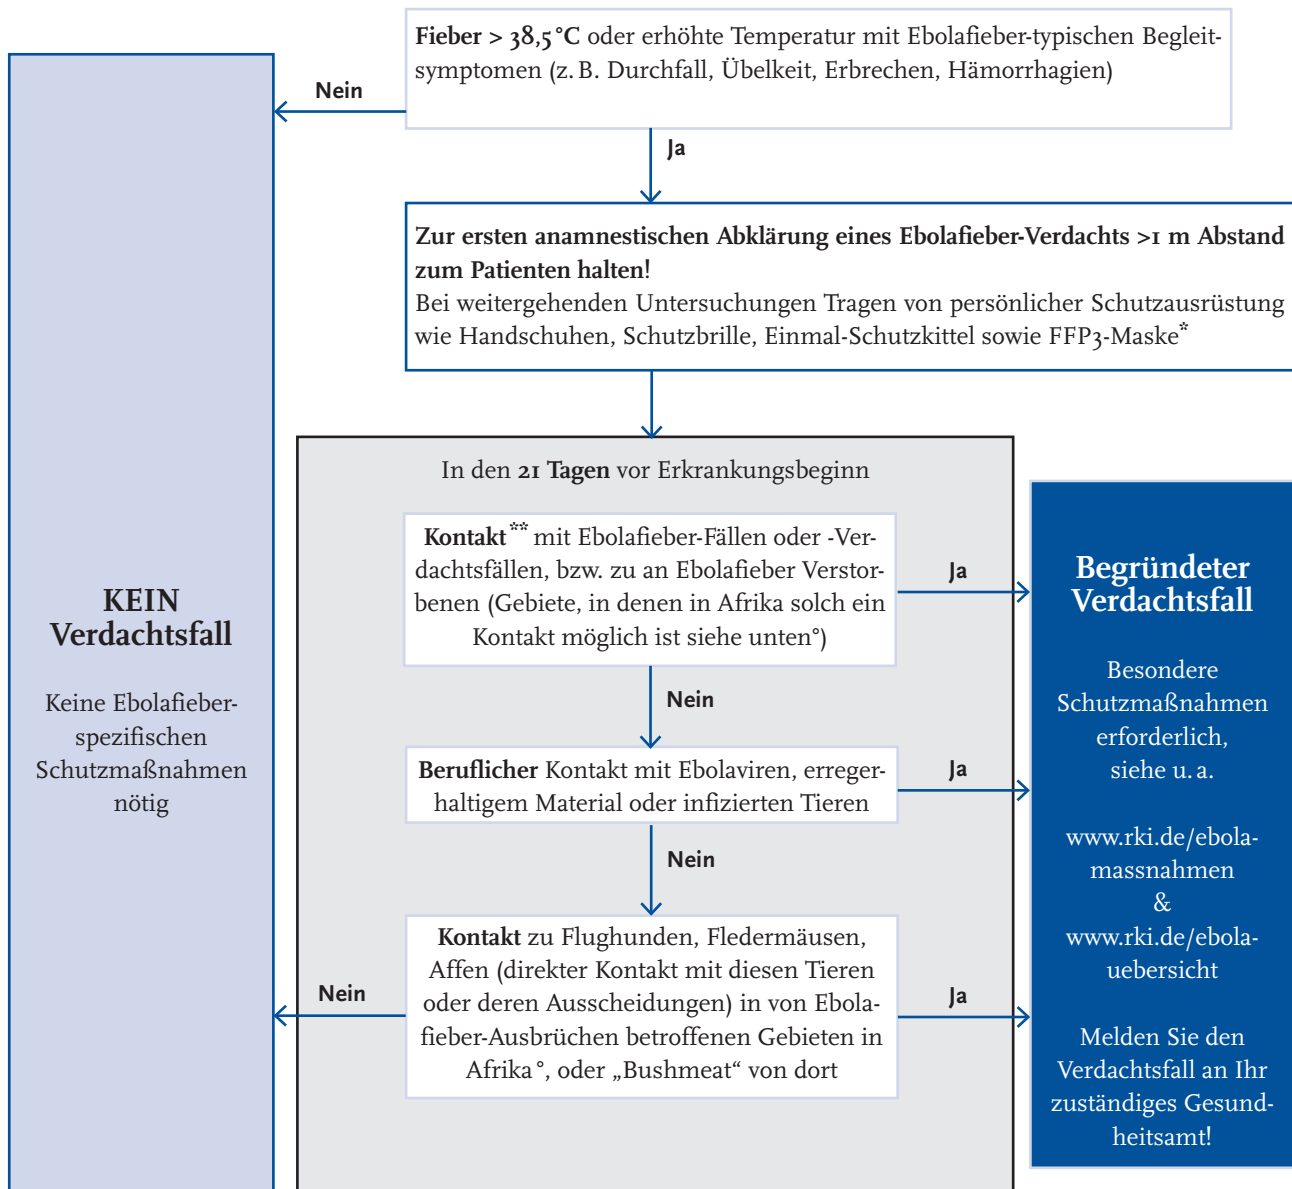 Fieber > 38,5 °C oder erhöhte Temperatur mit Ebolafieber-typischen Begleit-
symptomen (z. B. Durchfall, Übelkeit, Erbrechen, Hämorrhagien)
Nein
Ja
Zur ersten anamnestischen Abklärung eines Ebolafieber-Verdachts >1 m Abstand
zum Patienten halten!
Bei weitergehenden Untersuchungen Tragen von persönlicher Schutzausrüstung
wie Handschuhen, Schutzbrille, Einmal-Schutzkittel sowie FFP3-Maske*
In den 21 Tagen vor Erkrankungsbeginn
Kontakt** mit Ebolafieber-Fällen oder -Ver-
dachtsfällen, bzw. zu an Ebolafieber Verstor-
benen (Gebiete, in denen in Afrika solch ein
Kontakt möglich ist siehe unten°)
Ja
Nein
Beruflicher Kontakt mit Ebolaviren, erreger-
haltigem Material oder infizierten Tieren
Ja
Nein
Kontakt zu Flughunden, Fledermäusen,
Affen (direkter Kontakt mit diesen Tieren
oder deren Ausscheidungen) in von Ebola-
fieber-Ausbrüchen betroffenen Gebieten in
Afrika°, oder „Bushmeat“ von dort
Nein
Ja
KEIN
Verdachtsfall
Keine Ebolafieber-
spezifischen
Schutzmaßnahmen
nötig
Begründeter
Verdachtsfall
Besondere
Schutzmaßnahmen
erforderlich,
siehe u. a.
www.rki.de/ebola-
massnahmen
&
www.rki.de/ebola-
uebersicht
Melden Sie den
Verdachtsfall an Ihr
zuständiges Gesund-
heitsamt!